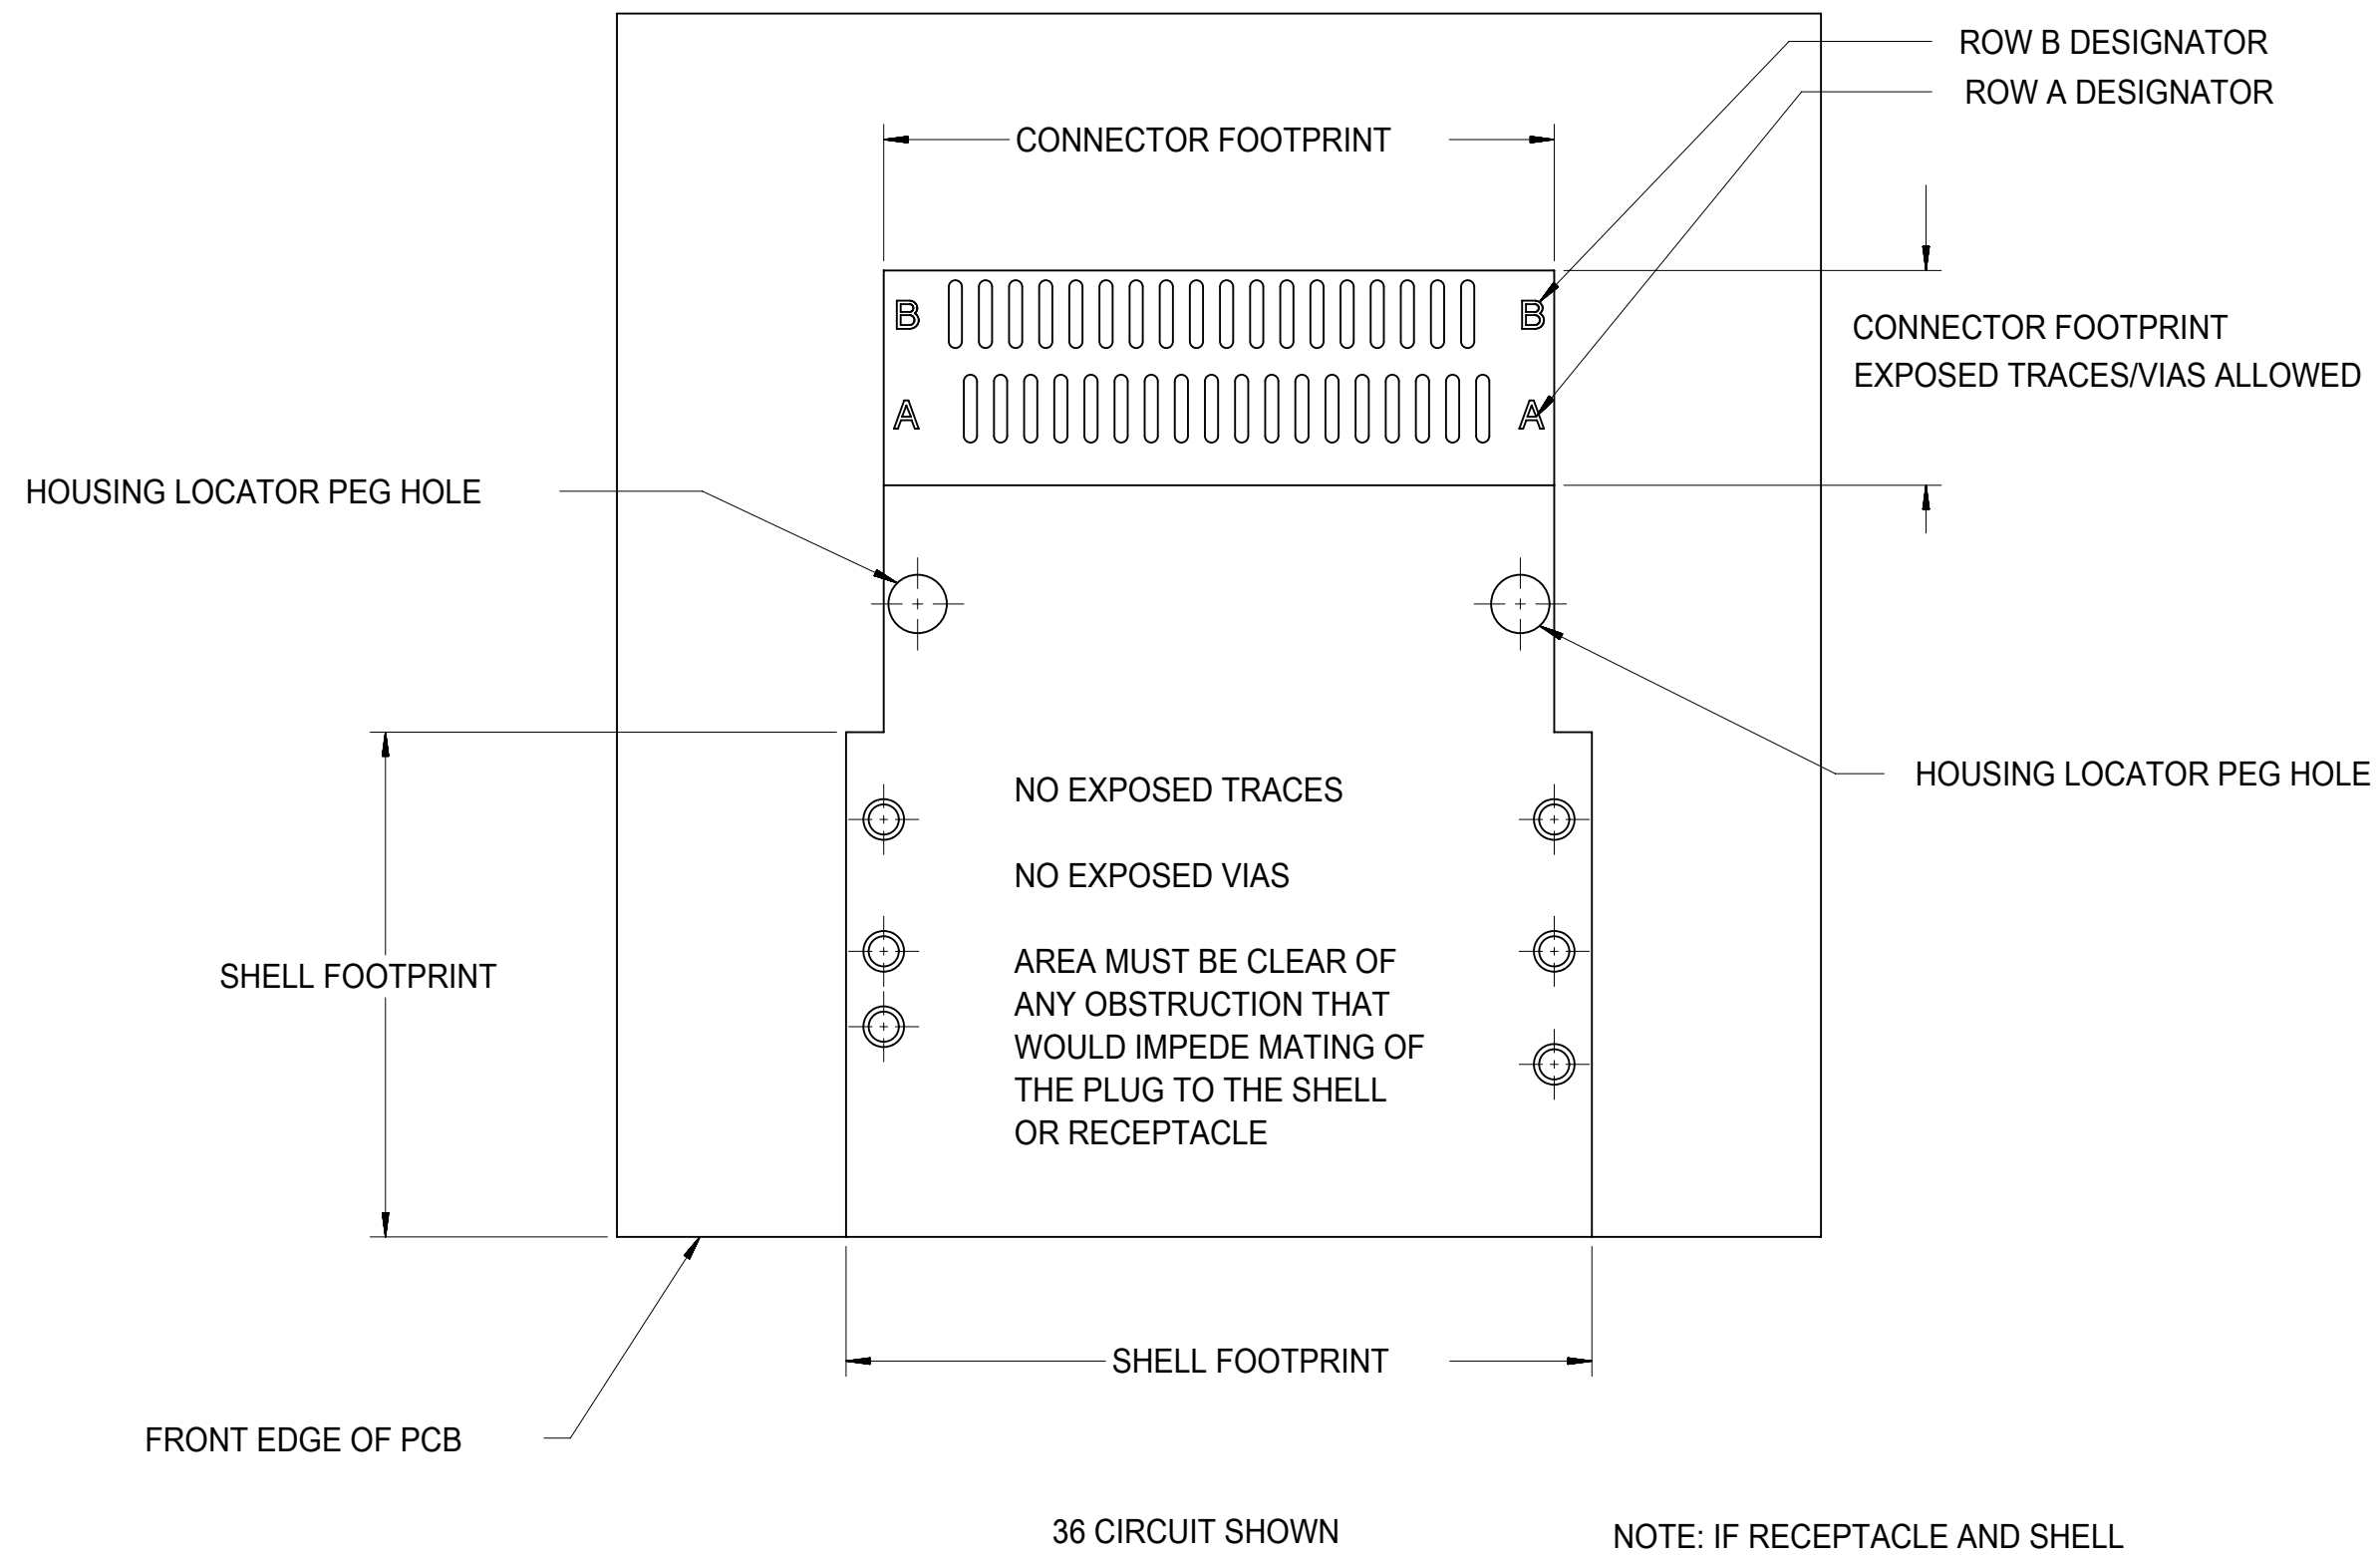 ROW B DESIGNATOR
ROW A DESIGNATOR
CONNECTOR FOOTPRINT
B
B
CONNECTOR FOOTPRINT
EXPOSED TRACES/VIAS ALLOWED
A
A
HOUSING LOCATOR PEG HOLE
HOUSING LOCATOR PEG HOLE
NO EXPOSED TRACES
NO EXPOSED VIAS
AREA MUST BE CLEAR OF
ANY OBSTRUCTION THAT
WOULD IMPEDE MATING OF
THE PLUG TO THE SHELL
OR RECEPTACLE
SHELL FOOTPRINT
SHELL FOOTPRINT
FRONT EDGE OF PCB
36 CIRCUIT SHOWN
NOTE: IF RECEPTACLE AND SHELL